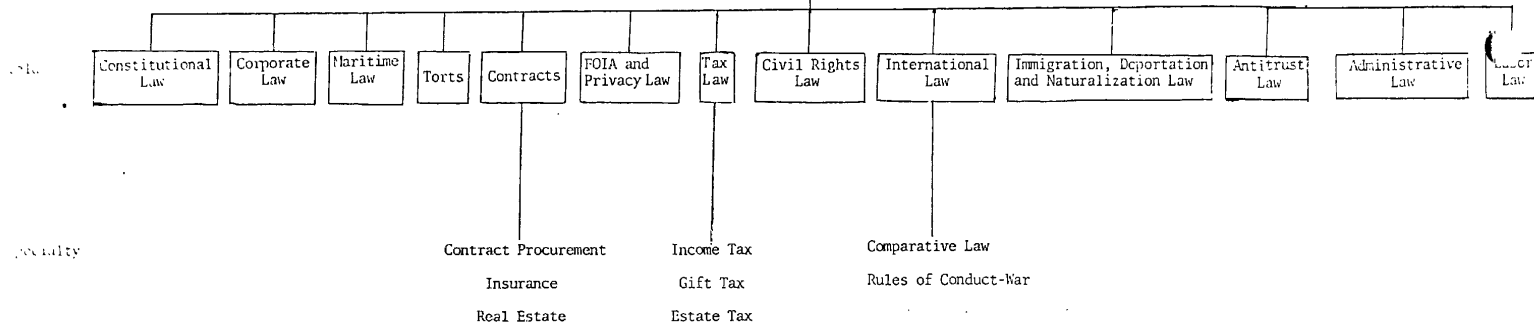 Constitutional
Law
Corporate
Law
Maritime
Law
Torts
Contracts
FOIA and
Privacy Law
Tax
Law
Civil Rights
Law
International
Law
Immigration, Deportation
and Naturalization Law
Antitrust
Law
Administrative
Law
Labor
Law
Contract Procurement
Insurance
Real Estate
Income Tax
Gift Tax
Estate Tax
Comparative Law
Rules of Conduct-War